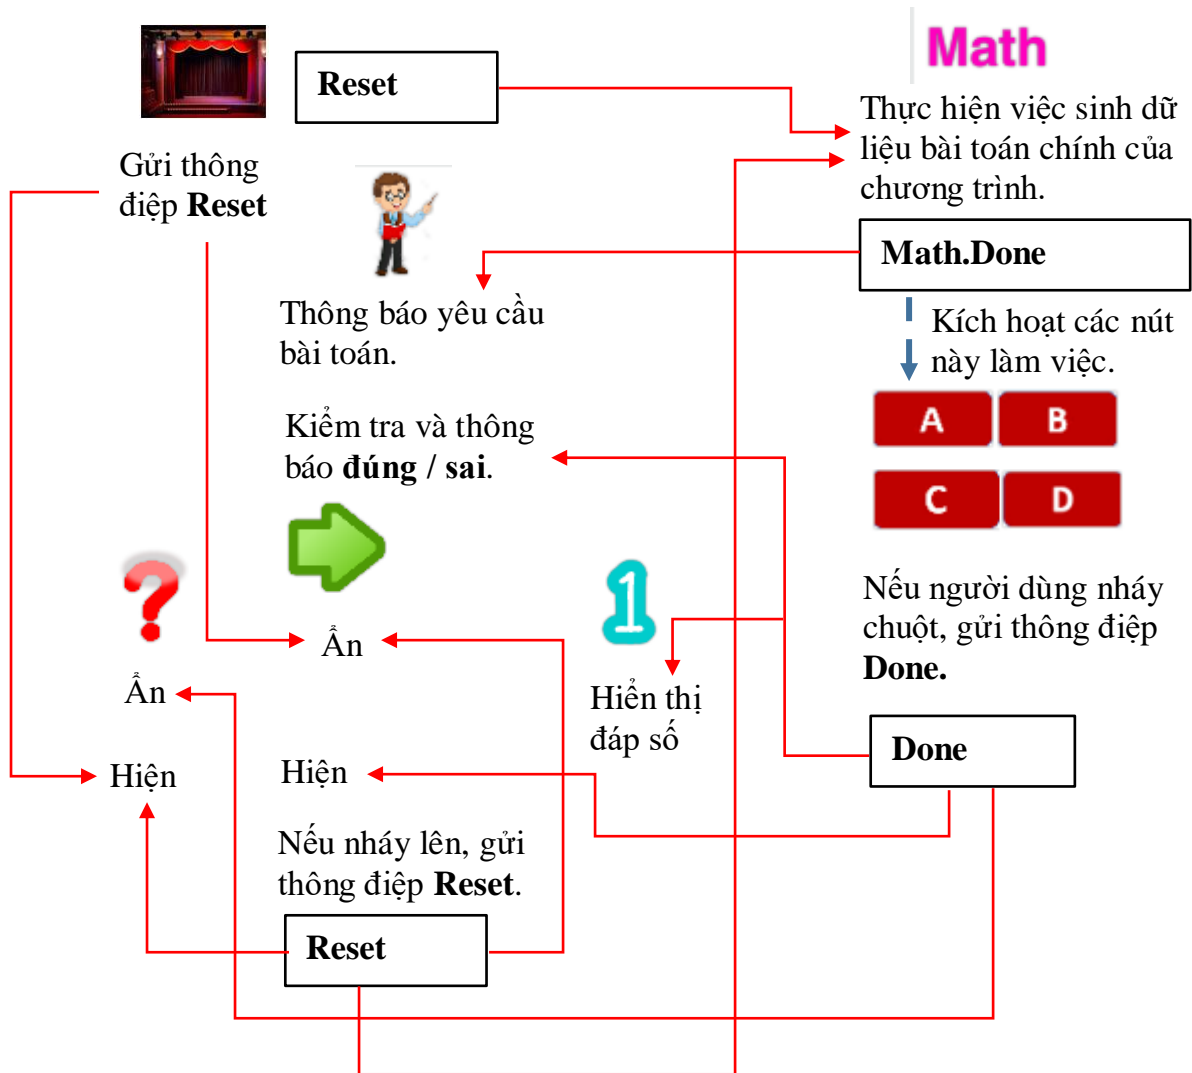 Math
Reset
Thực hiện việc sinh dữ
liệu bài toán chính của
chương trình.
Gửi thông
điệp Reset
Math.Done
Thông báo yêu cầu
bài toán.
Kích hoạt các nút
này làm việc.
A
B
Kiểm tra và thông
báo đúng / sai.
C
D
?
1
Nếu người dùng nháy
chuột, gửi thông điệp
Done.
Ẩn
Ẩn
Hiển thị
đáp số
Done
Hiện
Hiện
Nếu nháy lên, gửi
thông điệp Reset.
Reset